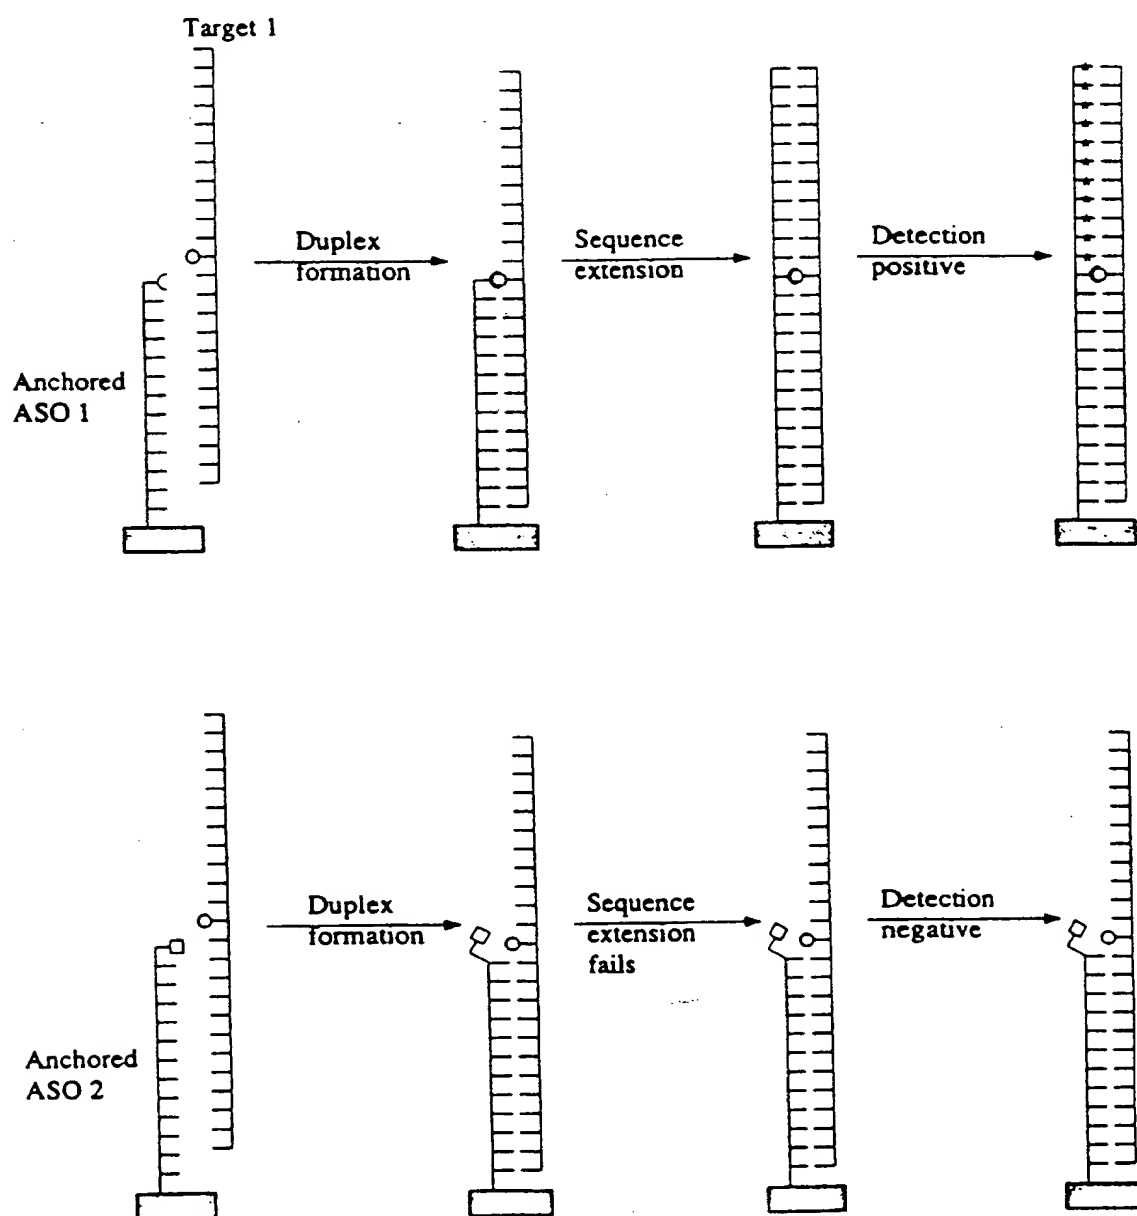 Target 1
Duplex
formation
Sequence
extension
Detection
positive
Anchored
ASO 1
Duplex
formation
Sequence
extension
fails
Detection
negative
Anchored
ASO 2